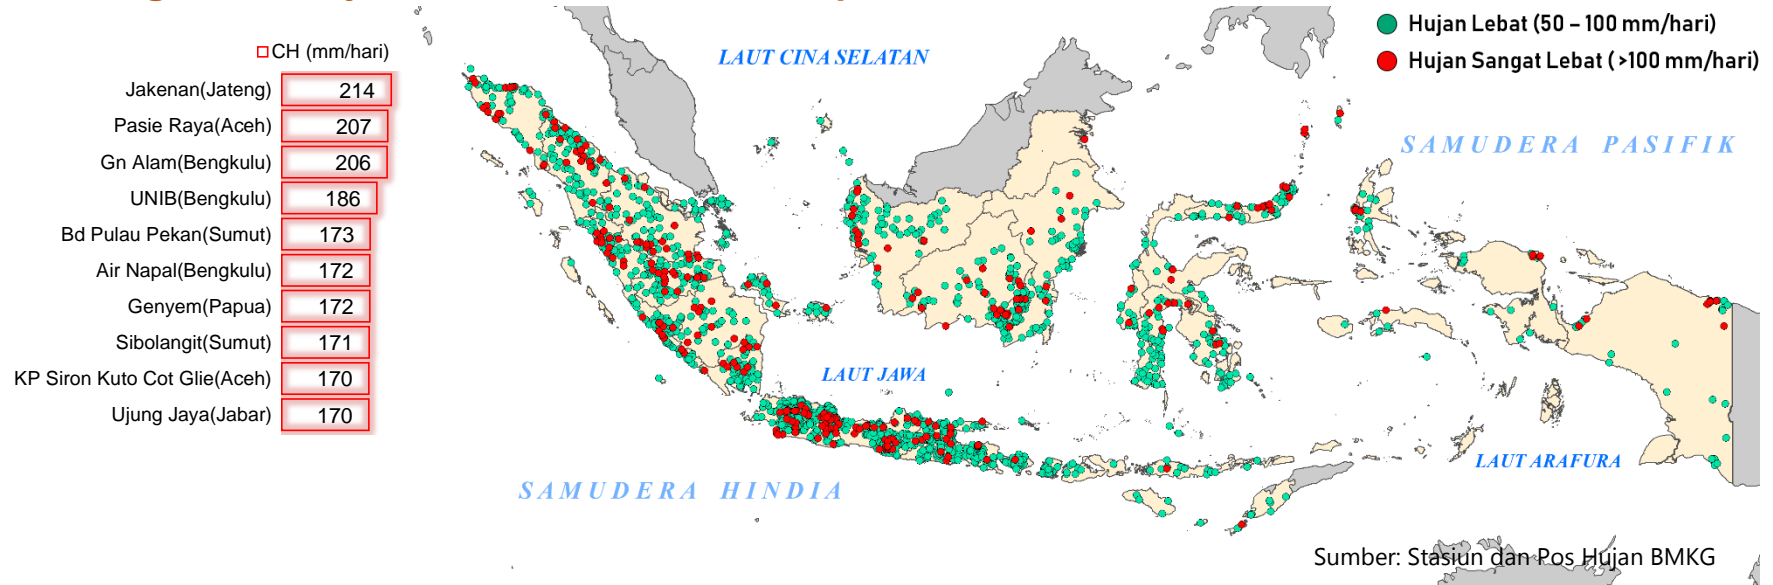 CH (mm/hari)
Jakenan(Jateng) 214
Pasie Raya(Aceh) 207
Gn Alam(Bengkulu) 206
UNIB(Bengkulu) 186
Bd Pulau Pekan(Sumut) 173
Air Napal(Bengkulu) 172
Genyem(Papua) 172
Sibolangit(Sumut) 171
KP Siron Kuto Cot Glie(Aceh) 170
Ujung Jaya(Jabar) 170
Hujan Lebat (50 – 100 mm/hari)
Hujan Sangat Lebat ( >100 mm/hari)
LAUT CINA SELATAN
SAMUDERA PASIFIK
LAUT JAWA
LAUT ARAFURA
SAMUDERA HINDIA
Sumber: Stasiun dan Pos Hujan BMKG